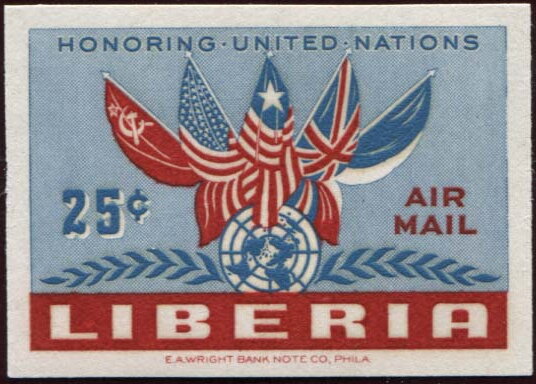 HONORING·UNITED·NATIONS
25¢
AIR
MAIL
LIBERIA
E.A.WRIGHT BANK NOTE CO., PHILA.